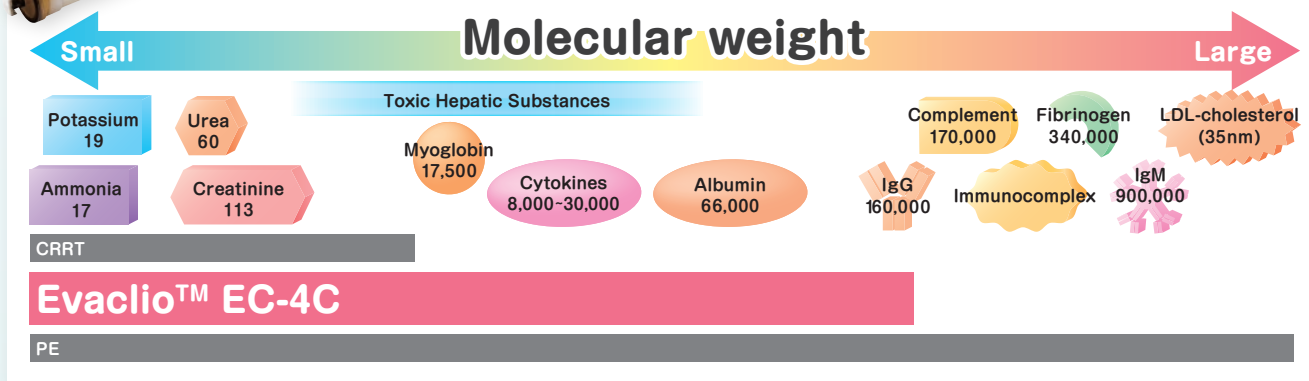 Molecular weight
Small
Large
Toxic Hepatic Substances
Potassium
19
Urea
60
Myoglobin
17,500
Complement
170,000
Fibrinogen
340,000
LDL-cholesterol
(35nm)
Ammonia
17
Creatinine
113
Cytokines
8,000~30,000
Albumin
66,000
IgG
160,000
Immunocomplex
IgM
900,000
CRRT
Evaclio™ EC-4C
PE